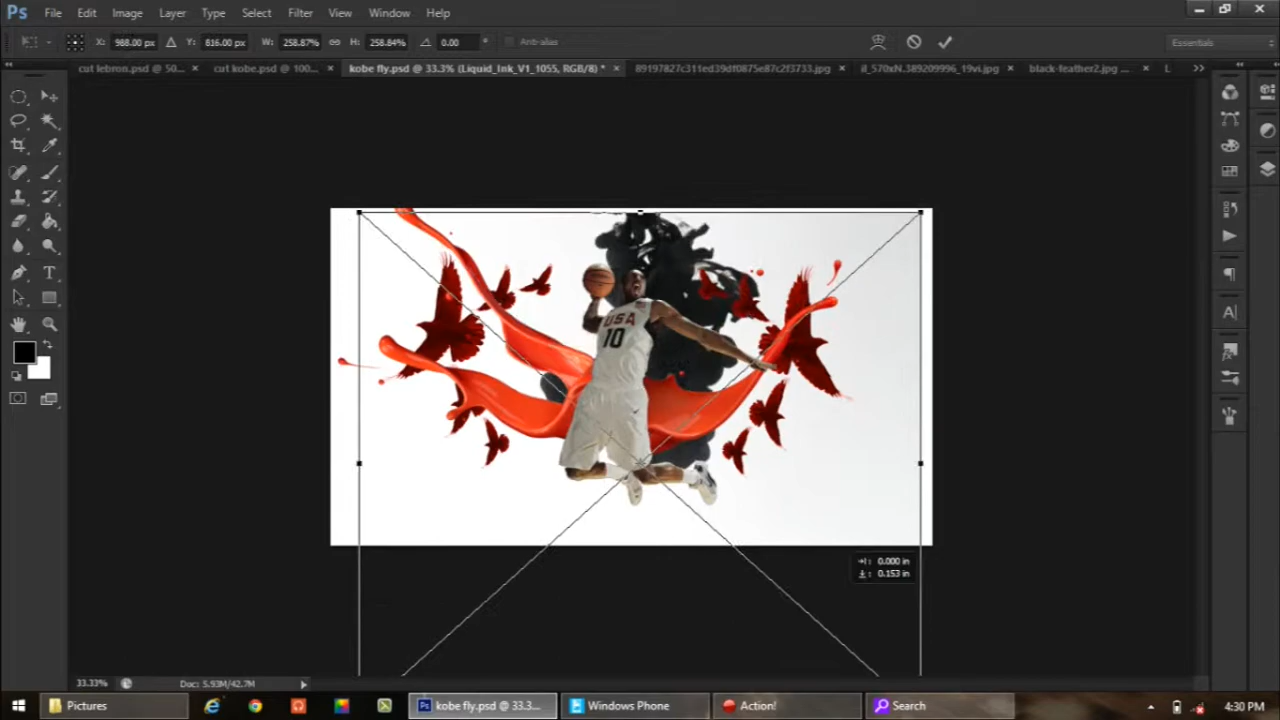 Ps File Edit Image Layer Type Select Filter View Window Help
X: 988.00 px Y: 816.00 px W: 258.87% H: 258.84% 0.00 ° Anti-alias Essentials
cut lebron.psd @ 50... × cut kobe.psd @ 100... × kobe fly.psd @ 33.3% (Liquid_Ink_V1_1055, RGB/8) * × 89197827c311ed39df0875e87c2f3733.jpg × il_570xN.389209996_19vi.jpg × black-feather2.jpg ... × L >>
USA
10
: 0.000 in
: 0.153 in
33.33% Doc: 5.93M/42.7M
Pictures Ps kobe fly.psd @ 33.3... Windows Phone Action! Search 4:30 PM